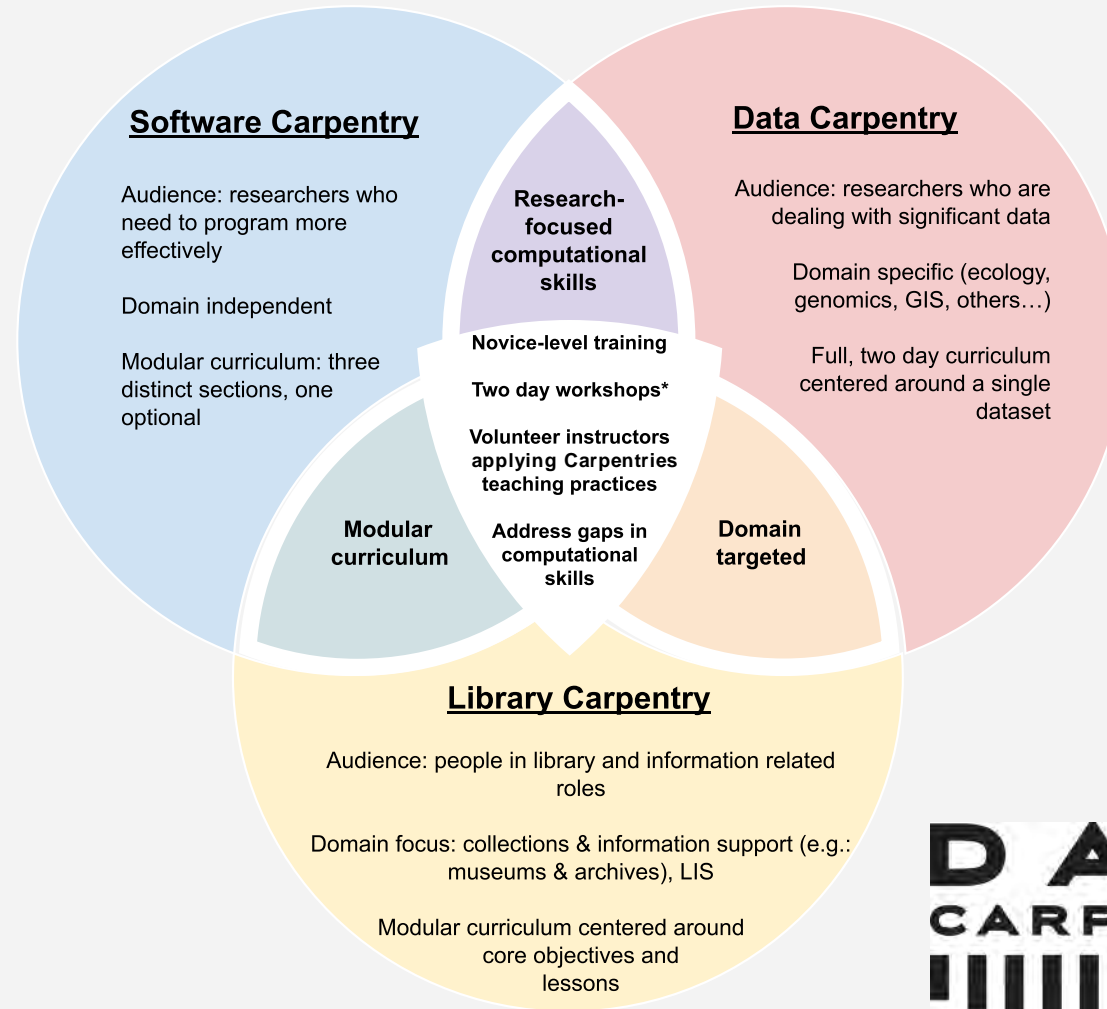 Software Carpentry
Audience: researchers who
need to program more
effectively
Domain independent
Modular curriculum: three
distinct sections, one
optional
Data Carpentry
Audience: researchers who are
dealing with significant data
Domain specific (ecology,
genomics, GIS, others…)
Full, two day curriculum
centered around a single
dataset
Research-
focused
computational
skills
Novice-level training
Two day workshops*
Volunteer instructors
applying Carpentries
teaching practices
Address gaps in
computational
skills
Modular
curriculum
Domain
targeted
Library Carpentry
Audience: people in library and information related
roles
Domain focus: collections & information support (e.g.:
museums & archives), LIS
Modular curriculum centered around
core objectives and
lessons
DA
CARP